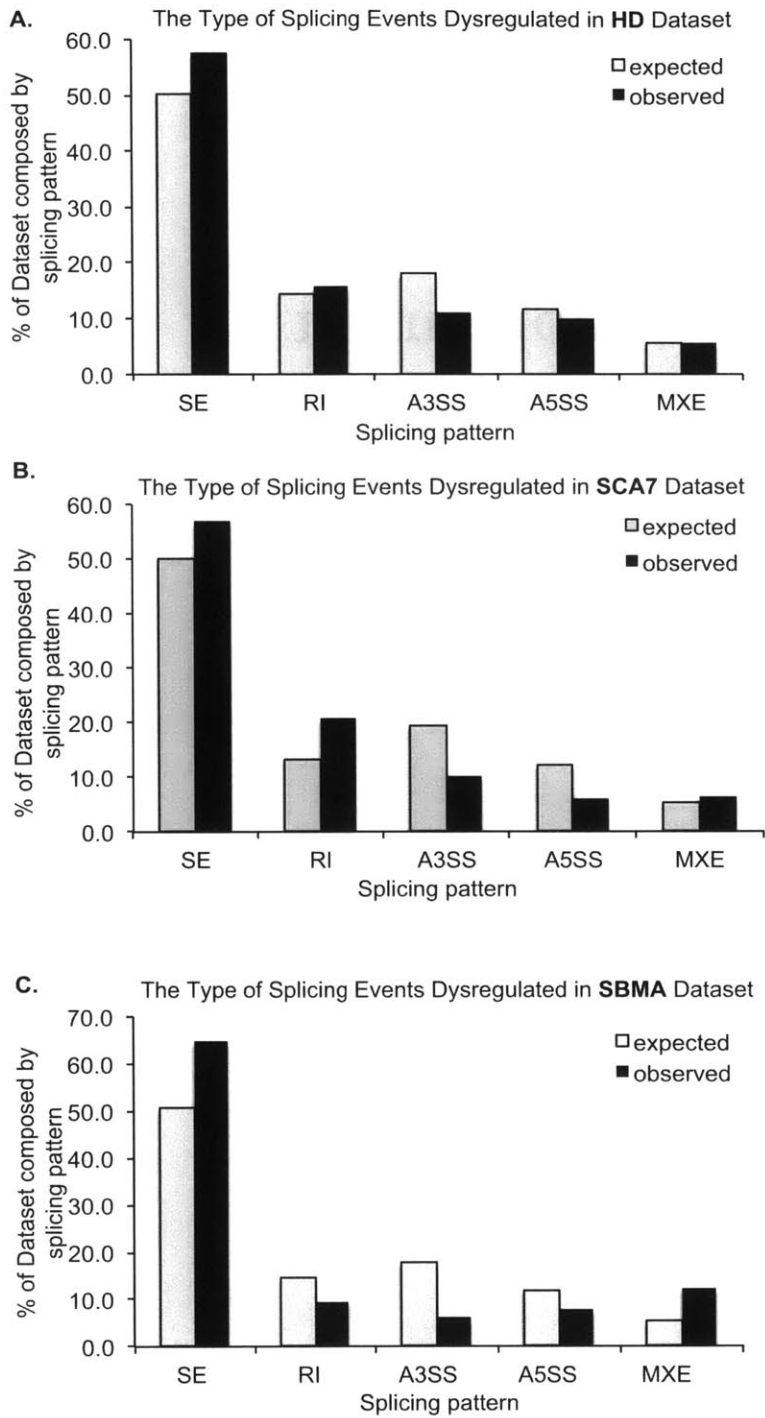 A.
The Type of Splicing Events Dysregulated in HD Dataset
% of Dataset composed by
splicing pattern
60.0
50.0
40.0
30.0
20.0
10.0
0.0
expected
observed
SE RI A3SS A5SS MXE
Splicing pattern
B.
The Type of Splicing Events Dysregulated in SCA7 Dataset
% of Dataset composed by
splicing pattern
60.0
50.0
40.0
30.0
20.0
10.0
0.0
expected
observed
SE RI A3SS A5SS MXE
Splicing pattern
C.
The Type of Splicing Events Dysregulated in SBMA Dataset
% of Dataset composed by
splicing pattern
70.0
60.0
50.0
40.0
30.0
20.0
10.0
0.0
expected
observed
SE RI A3SS A5SS MXE
Splicing pattern